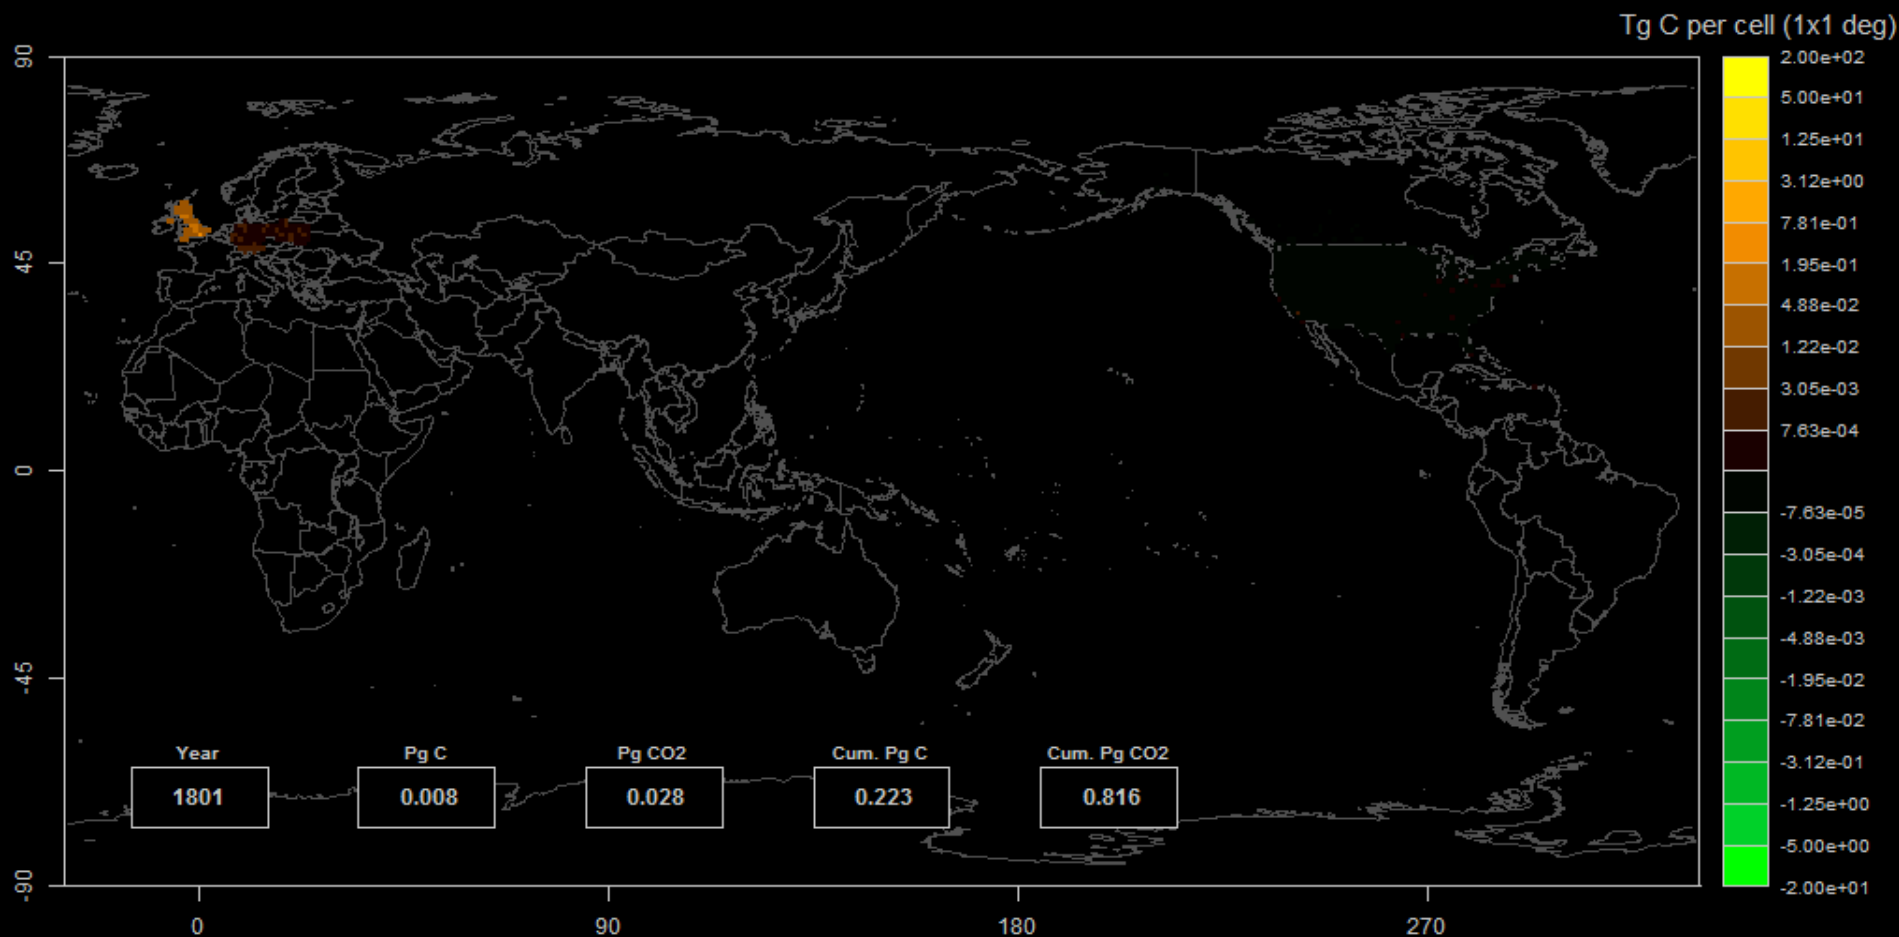 Tg C per cell (1x1 deg)
90
45
0
-45
-90
2.00e+02
5.00e+01
1.25e+01
3.12e+00
7.81e-01
1.95e-01
4.88e-02
1.22e-02
3.05e-03
7.63e-04
-7.63e-05
-3.05e-04
-1.22e-03
-4.88e-03
-1.95e-02
-7.81e-02
-3.12e-01
-1.25e+00
-5.00e+00
-2.00e+01
Year Pg C Pg CO2 Cum. Pg C Cum. Pg CO2
1801 0.008 0.028 0.223 0.816
0 90 180 270